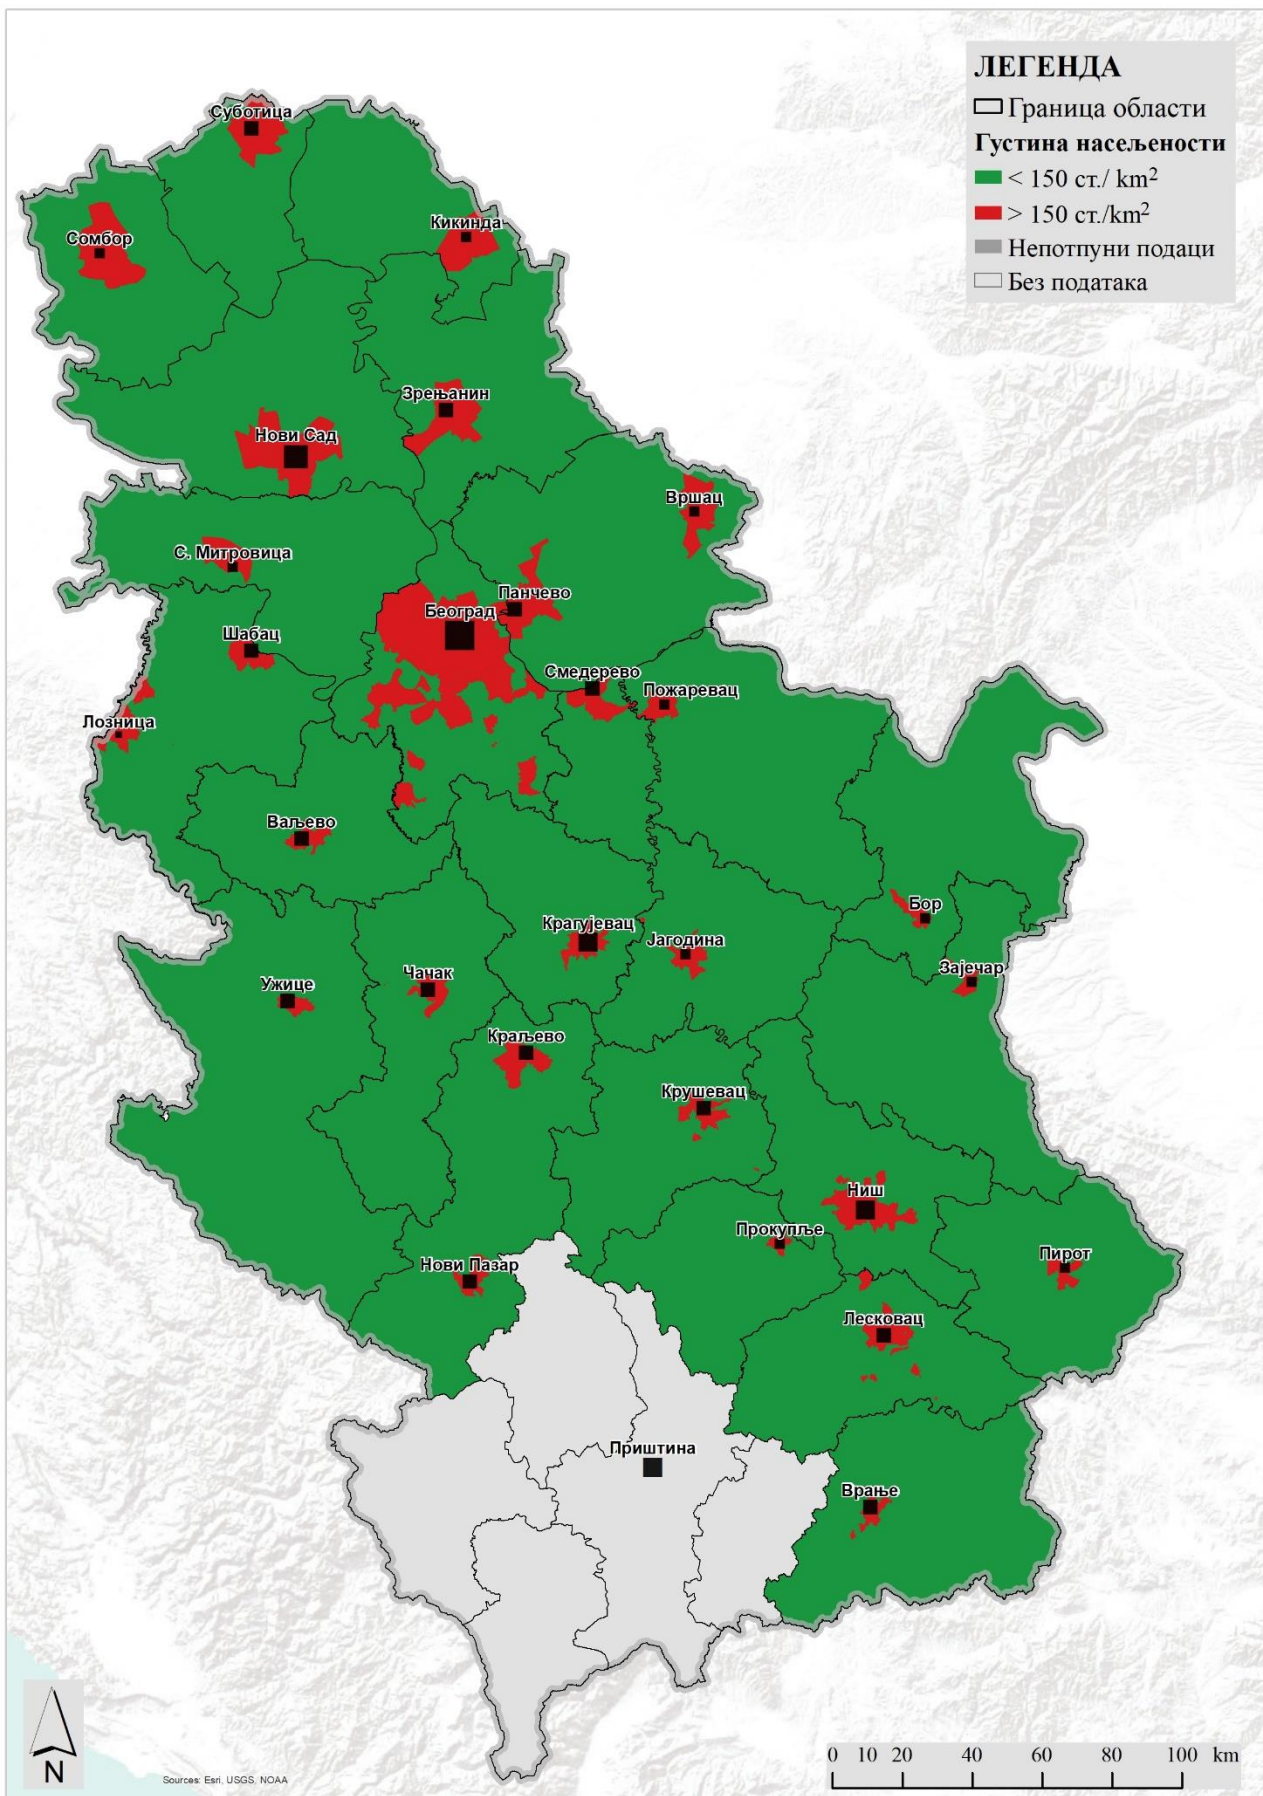 ЛЕГЕНДА
Граница области
Густина насељености
< 150 ст./ km²
> 150 ст./km²
Непотпуни подаци
Без података
Суботица
Сомбор
Кикинда
Зрењанин
Нови Сад
Вршац
С. Митровица
Панчево
Београд
Шабац
Смедерево
Пожаревац
Лозница
Ваљево
Бор
Крагујевац
Јагодина
Зајечар
Чачак
Ужице
Краљево
Крушевац
Ниш
Прокупље
Пирот
Нови Пазар
Лесковац
Приштина
Врање
N
Sources: Esri, USGS, NOAA
0 10 20 40 60 80 100 km